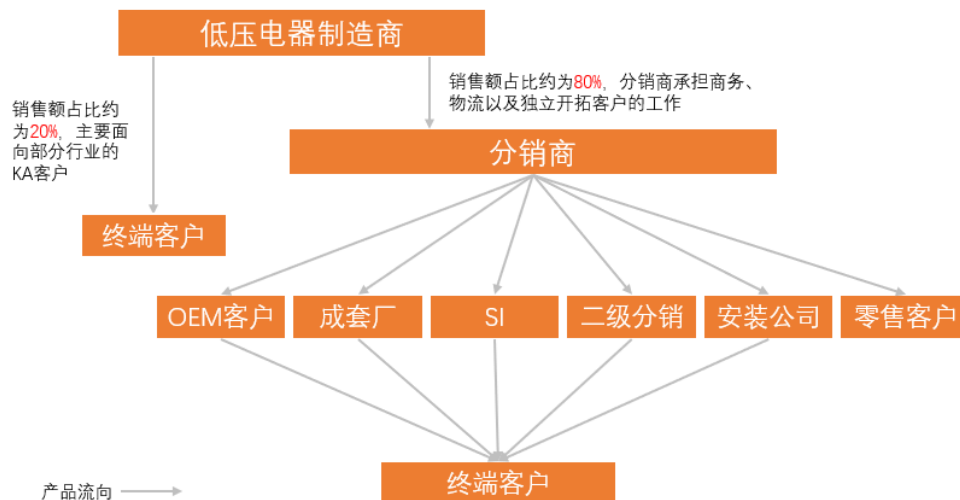 低压电器制造商
销售额占比约为80%，分销商承担商务、
物流以及独立开拓客户的工作
销售额占比约
为20%，主要面
向部分行业的
KA客户
分销商
终端客户
OEM客户
成套厂
SI
二级分销
安装公司
零售客户
终端客户
产品流向